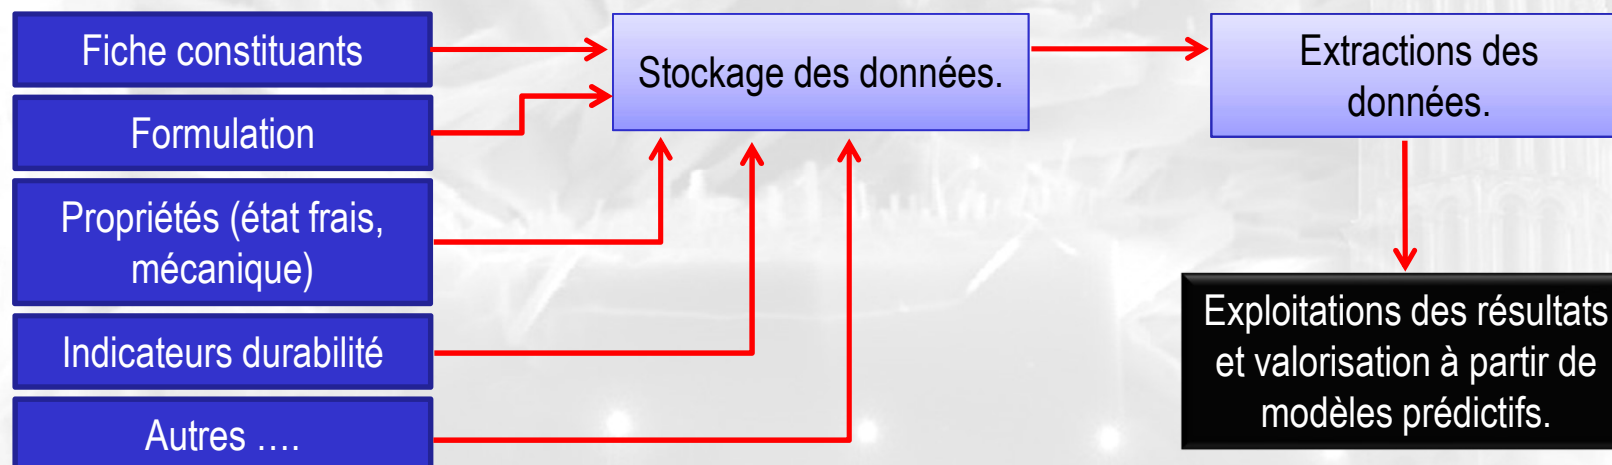 Fiche constituants
Formulation
Propriétés (état frais,
mécanique)
Indicateurs durabilité
Autres ….
Stockage des données.
Extractions des
données.
Exploitations des résultats
et valorisation à partir de
modèles prédictifs.